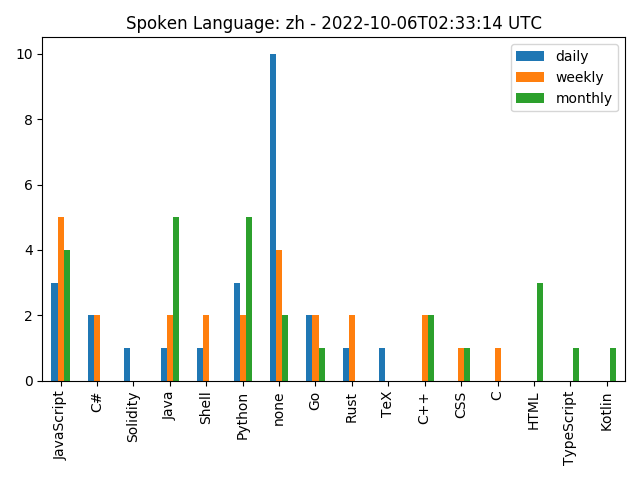 Spoken Language: zh - 2022-10-06T02:33:14 UTC
daily
weekly
monthly
10
8
6
4
2
0
JavaScript
C#
Solidity
Java
Shell
Python
none
Go
Rust
TeX
C++
CSS
C
HTML
TypeScript
Kotlin